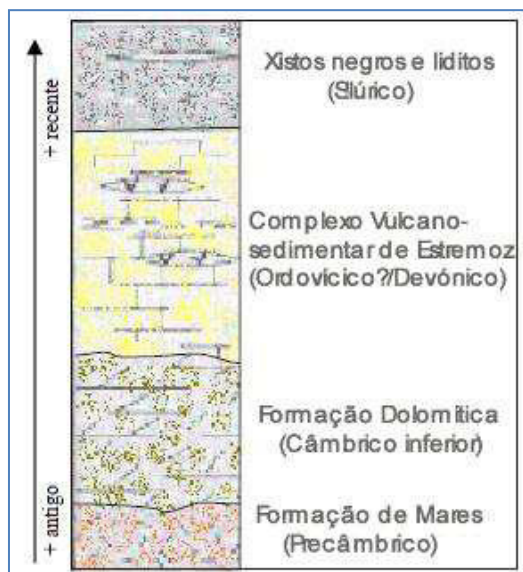 + recente
Xistos negros e liditos
(Slúrico)
Complexo Vulcano-
sedimentar de Estremoz
(Ordovícico?/Devónico)
Formação Dolomítica
(Câmbrico inferior)
Formação de Mares
(Precâmbrico)
+ antigo